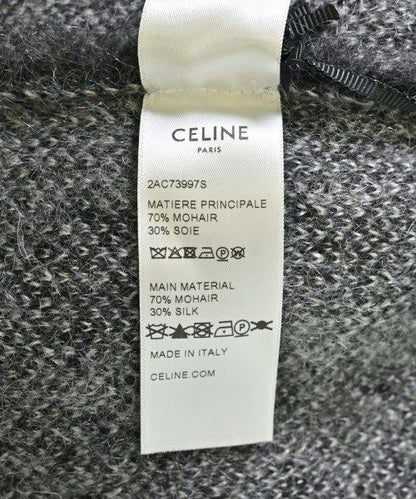 CELINE
PARIS
2AC73997S
MATIERE PRINCIPALE
70% MOHAIR
30% SOIE
MAIN MATERIAL
70% MOHAIR
30% SILK
MADE IN ITALY
CELINE.COM